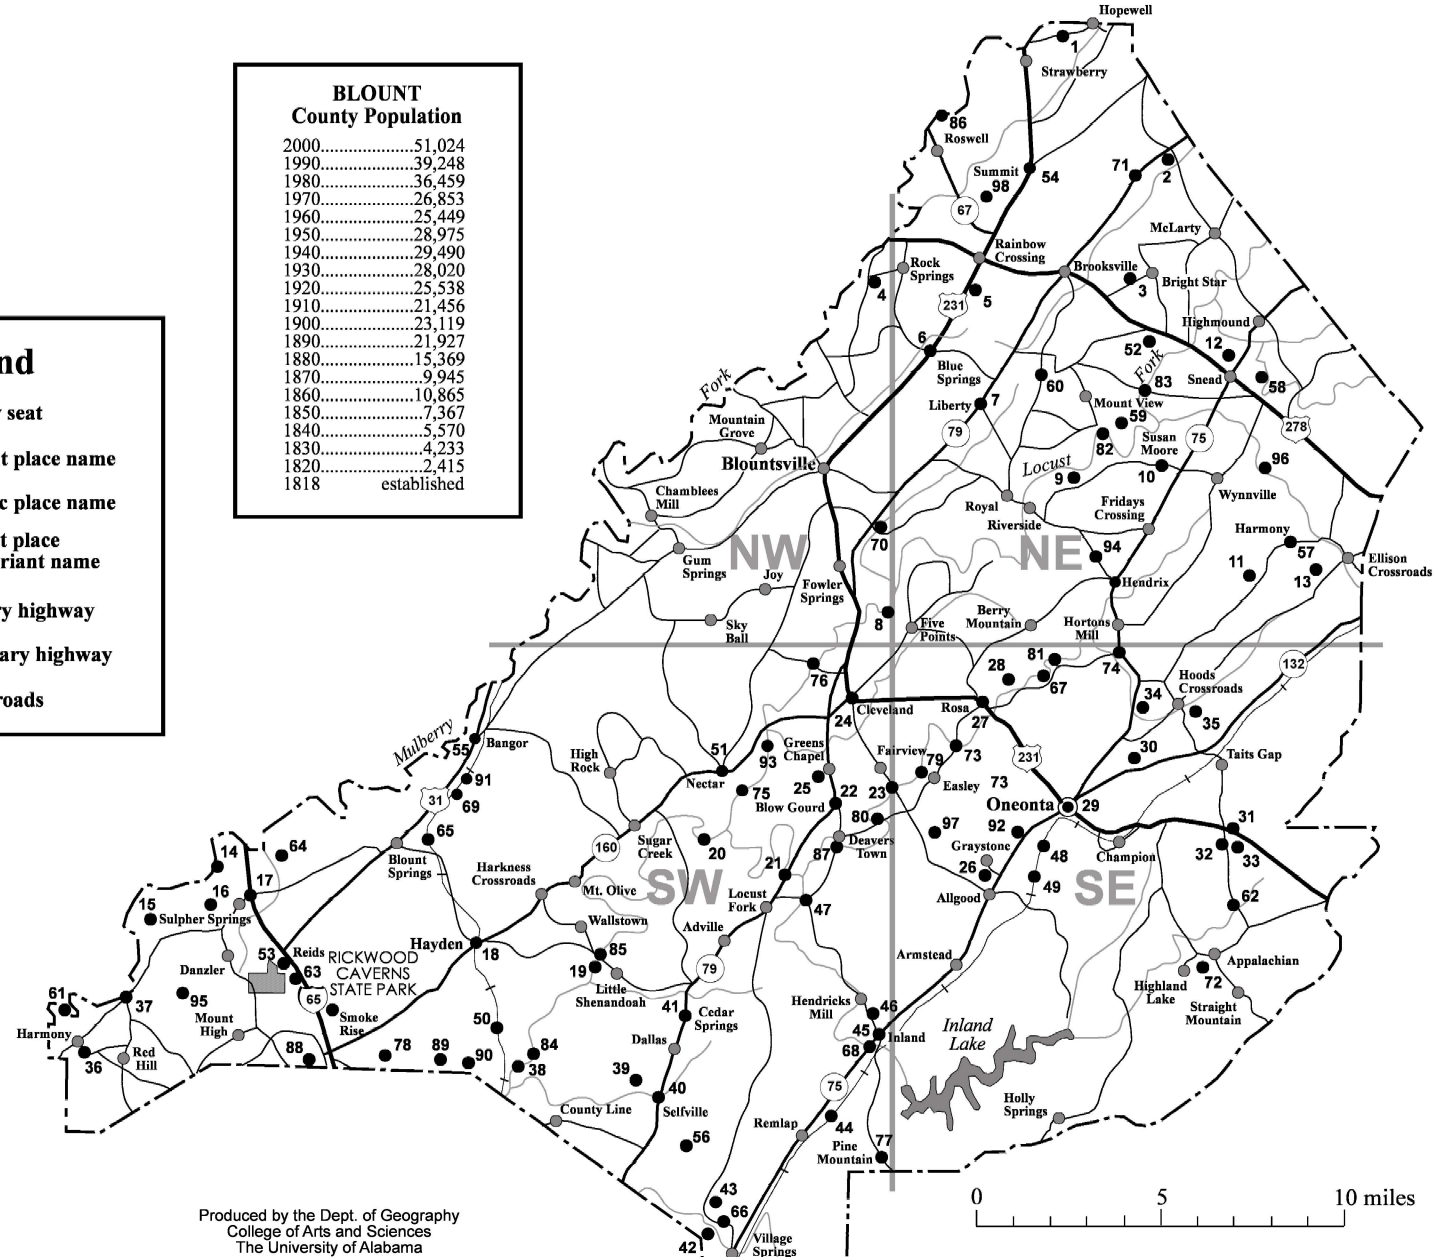 BLOUNT
County Population
2000....................51,024
1990....................39,248
1980....................36,459
1970....................26,853
1960....................25,449
1950....................28,975
1940....................29,490
1930....................28,020
1920....................25,538
1910....................21,456
1900....................23,119
1890....................21,927
1880....................15,369
1870......................9,945
1860....................10,865
1850......................7,367
1840......................5,570
1830......................4,233
1820......................2,415
1818 established
nd
y seat
t place name
c place name
t place
riant name
ry highway
ary highway
roads
Hopewell
1
Strawberry
86
Roswell
Summit
98
54
71
2
67
McLarty
Rainbow
Crossing
Rock
Springs
Brooksville
Bright Star
3
4
5
231
Highmound
6
52
12
Fork
Blue
Springs
60
83
Snead
58
Fork
Liberty
7
Mount View
59
278
Mountain
Grove
79
82
Susan
Moore
75
Blountsville
Locust
9
10
96
Chamblees
Mill
Royal
Riverside
Fridays
Crossing
Wynnville
70
NW
NE
94
Harmony
57
Ellison
Crossroads
11
13
Gum
Springs
Joy
Fowler
Springs
Hendrix
8
Sky
Ball
Five
Points
Berry
Mountain
Hortons
Mill
76
28
81
67
74
132
Hoods
Crossroads
34
35
Cleveland
24
Rosa
27
Mulberry
55
Bangor
High
Rock
51
93
Greens
Chapel
Fairview
73
231
30
Taits Gap
91
Nectar
25
79
73
Easley
31
69
75
Blow Gourd
22
23
Oneonta
29
65
80
97
92
31
64
Blount
Springs
160
Sugar
Creek
20
87
Deavers
Town
Graystone
48
Champion
32
33
14
17
Harkness
Crossroads
21
26
49
SW
SE
16
15
Sulpher Springs
Mt. Olive
Locust
Fork
47
Allgood
62
Wallstown
Hayden
18
Adville
53
Reids
RICKWOOD
CAVERNS
STATE PARK
85
19
Danzler
63
Little
Shenandoah
79
Armstead
Appalachian
72
Highland
Lake
61
37
95
65
Smoke
Rise
Straight
Mountain
Mount
High
50
41
Cedar
Springs
Hendricks
Mill
46
45
Inland
Inland
Lake
Harmony
36
Red
Hill
88
78
89
90
84
38
Dallas
68
39
40
Selfville
75
County Line
Holly
Springs
56
Remlap
44
Pine
Mountain
77
43
66
42
Village
Springs
0 5 10 miles
Produced by the Dept. of Geography
College of Arts and Sciences
The University of Alabama